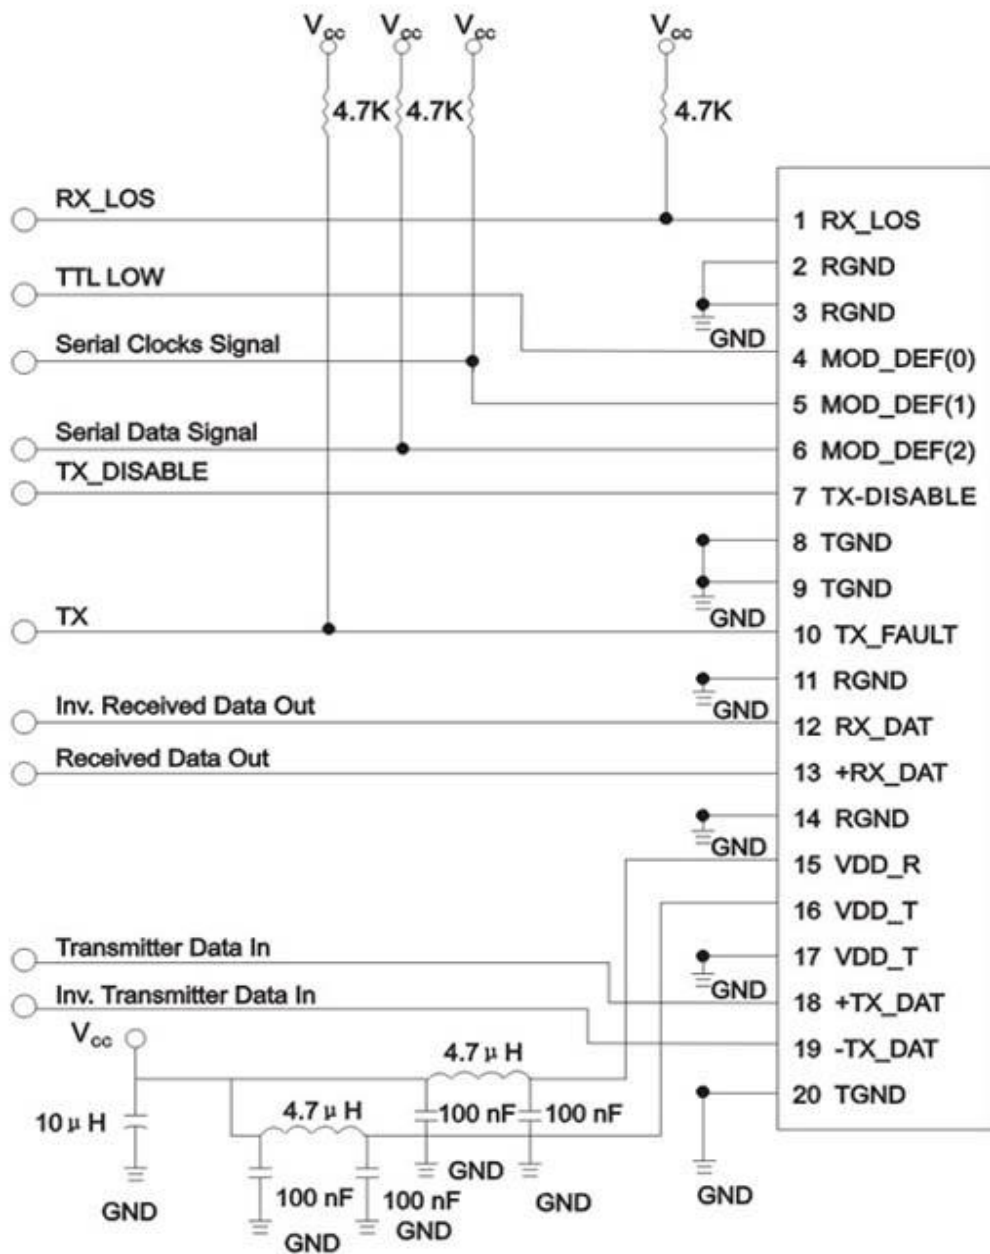 Vcc Vcc Vcc Vcc
4.7K 4.7K 4.7K
RX_LOS
1 RX_LOS
2 RGND
TTL LOW
3 RGND
GND
Serial Clocks Signal
4 MOD_DEF(0)
5 MOD_DEF(1)
Serial Data Signal
6 MOD_DEF(2)
TX_DISABLE
7 TX-DISABLE
8 TGND
9 TGND
GND
TX
10 TX_FAULT
11 RGND
GND
Inv. Received Data Out
12 RX_DAT
Received Data Out
13 +RX_DAT
14 RGND
GND
15 VDD_R
16 VDD_T
Transmitter Data In
17 VDD_T
GND
Inv. Transmitter Data In
18 +TX_DAT
Vcc
19 -TX_DAT
4.7 μ H
20 TGND
4.7 μ H
100 nF 100 nF
10 μ H
GND
GND
GND
100 nF 100 nF
GND
GND
GND